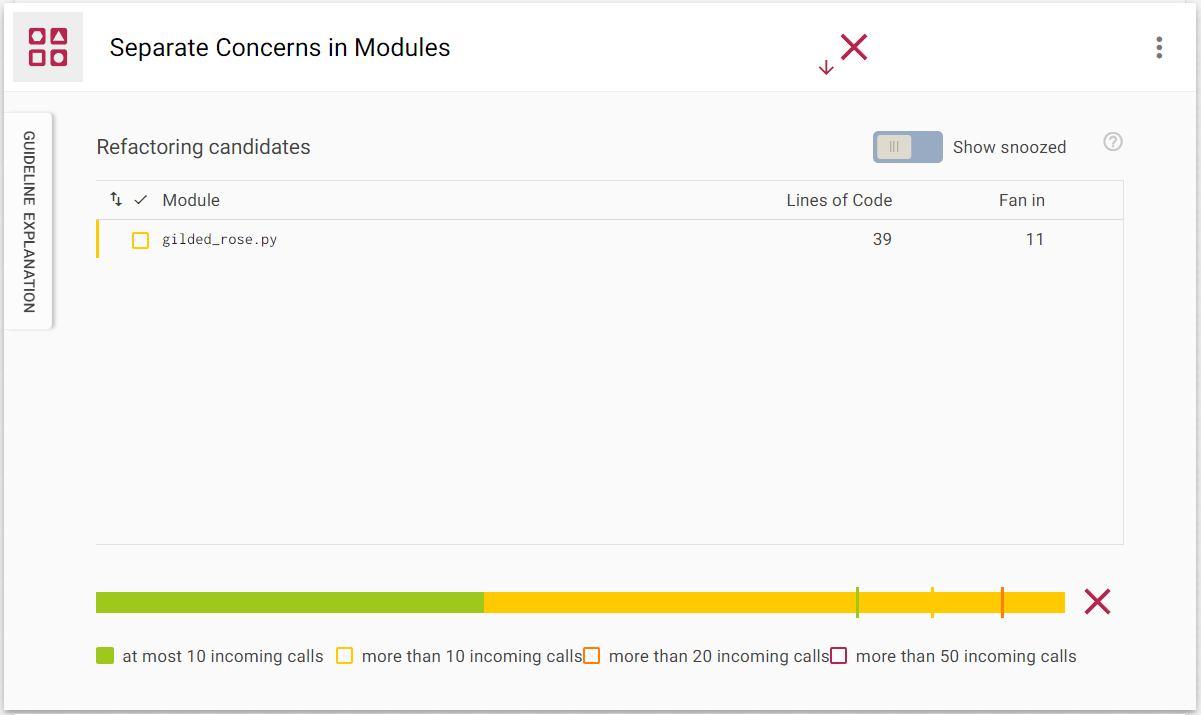 Separate Concerns in Modules
GUIDELINE EXPLANATION
Refactoring candidates
Show snoozed
Module Lines of Code Fan in
gilded_rose.py 39 11
at most 10 incoming calls more than 10 incoming calls more than 20 incoming calls more than 50 incoming calls